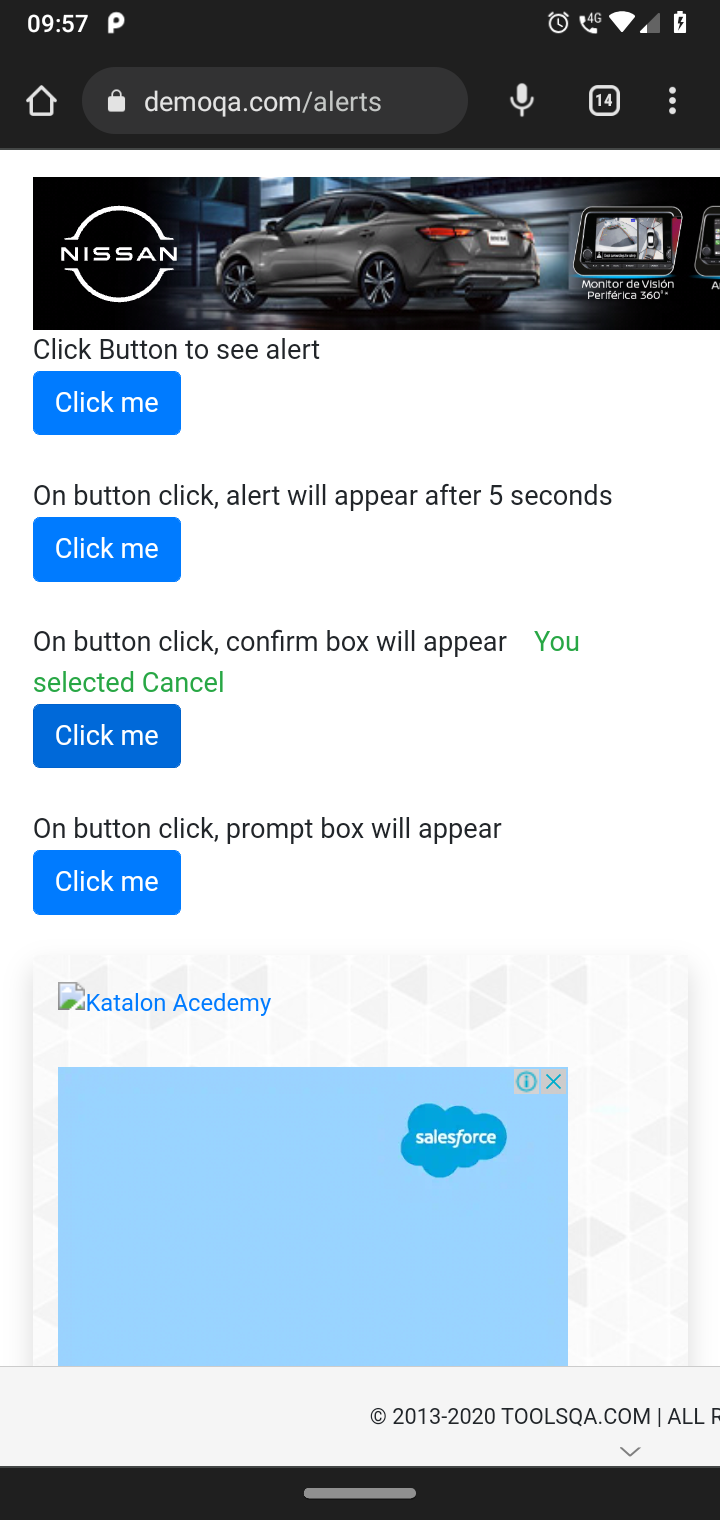 09:57
4G
demoqa.com/alerts
14
NISSAN
Monitor de Visión
Periférica 360°*
Click Button to see alert
Click me
On button click, alert will appear after 5 seconds
Click me
On button click, confirm box will appear You
selected Cancel
Click me
On button click, prompt box will appear
Click me
Katalon Acedemy
salesforce
© 2013-2020 TOOLSQA.COM | ALL R